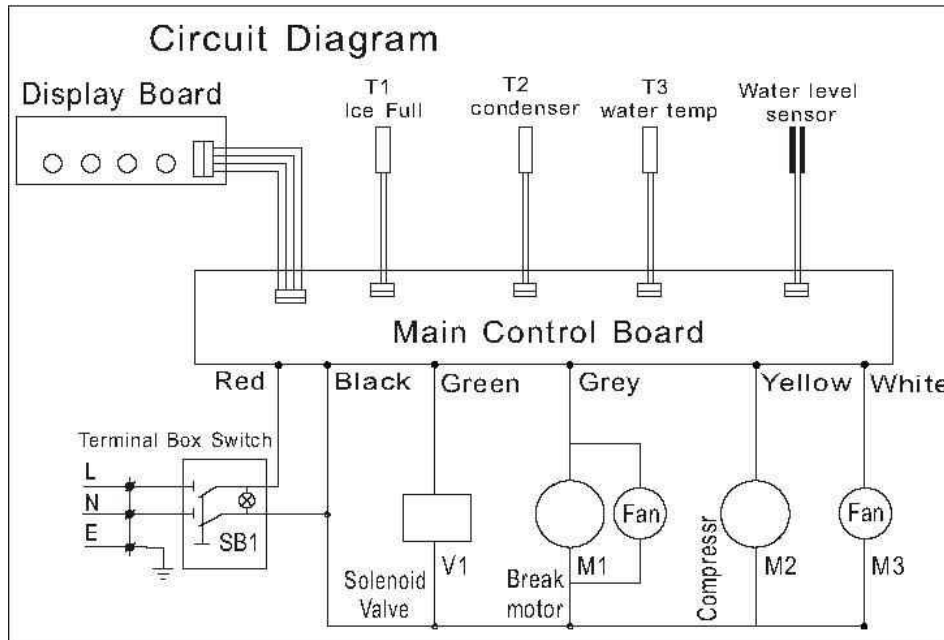 Circuit Diagram
Display Board
T1
Ice Full
T2
condenser
T3
water temp
Water level
sensor
Main Control Board
Red
Black
Green
Grey
Yellow
White
Terminal Box Switch
L
N
E
SB1
V1
Solenoid
Valve
M1
Fan
Break
motor
Compressr
M2
Fan
M3